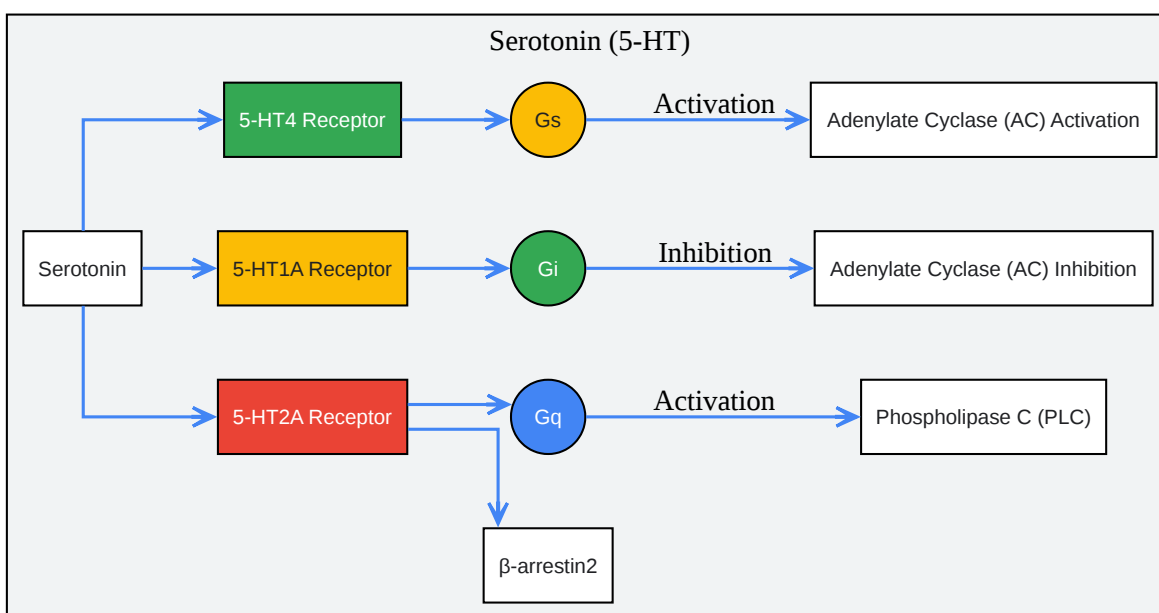 Serotonin (5-HT)
5-HT4 Receptor
Gs
Activation
Adenylate Cyclase (AC) Activation
Serotonin
5-HT1A Receptor
Gi
Inhibition
Adenylate Cyclase (AC) Inhibition
5-HT2A Receptor
Gq
Activation
Phospholipase C (PLC)
β-arrestin2